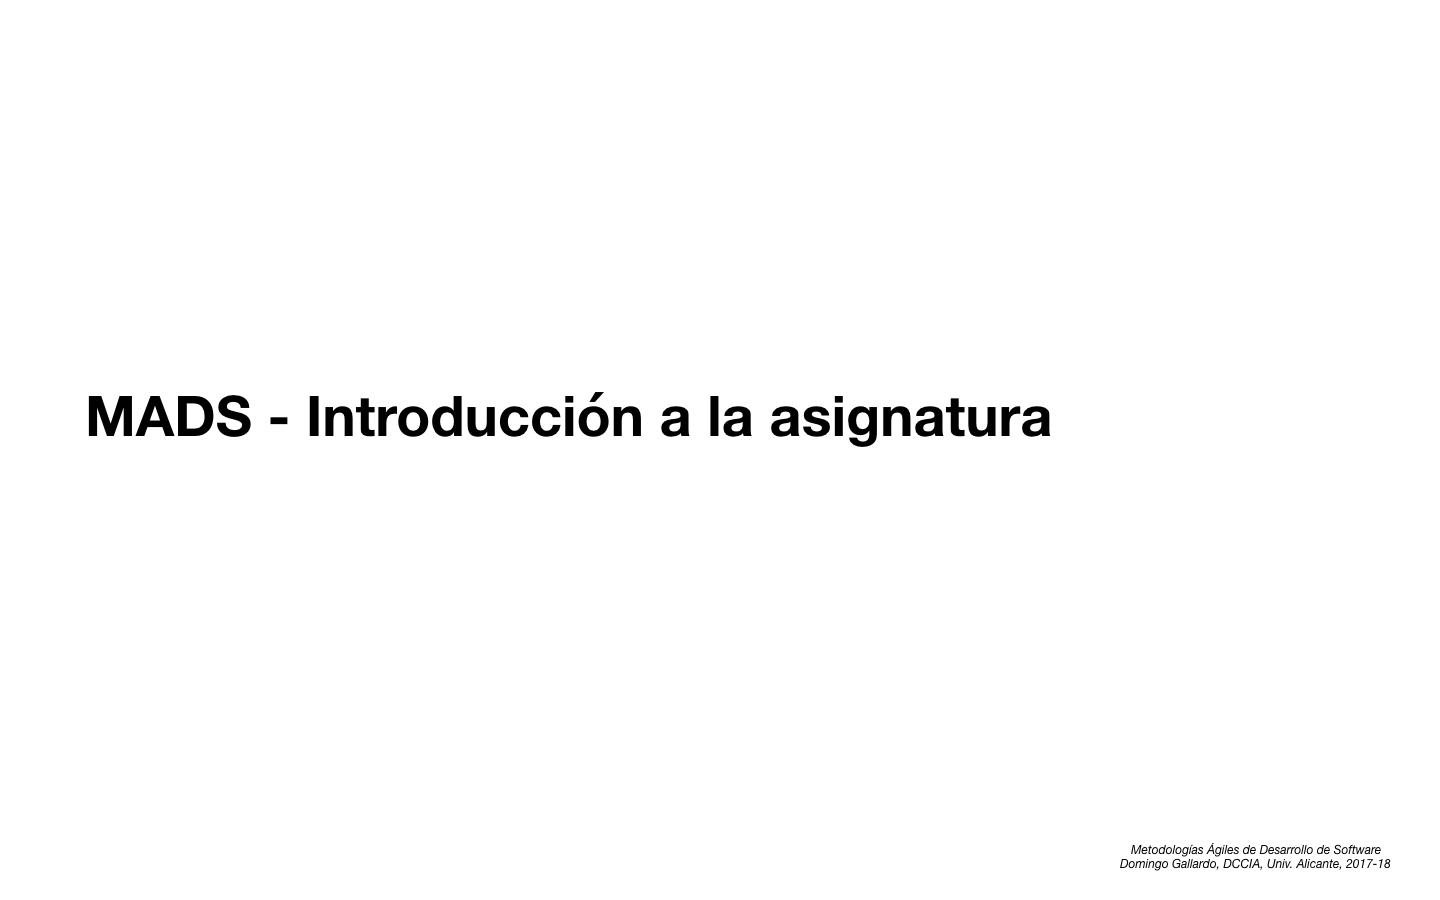 MADS - Introducción a la asignatura
Metodologías Ágiles de Desarrollo de Software
Domingo Gallardo, DCCIA, Univ. Alicante, 2017-18